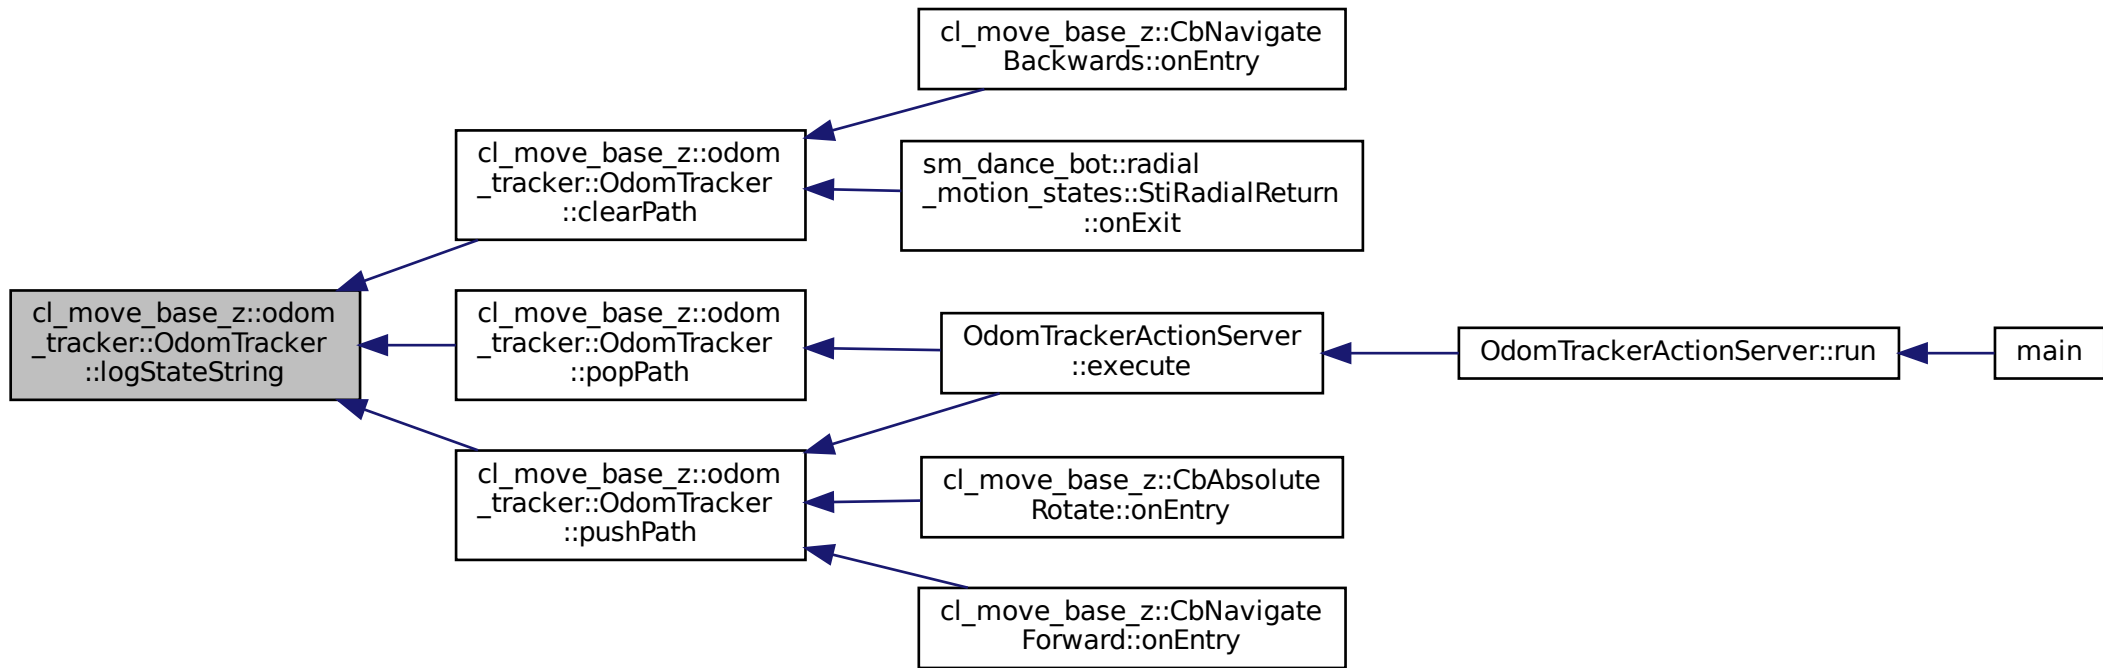 cl_move_base_z::odom
_tracker::OdomTracker
::logStateString
cl_move_base_z::odom
_tracker::OdomTracker
::clearPath
cl_move_base_z::CbNavigate
Backwards::onEntry
sm_dance_bot::radial
_motion_states::StiRadialReturn
::onExit
cl_move_base_z::odom
_tracker::OdomTracker
::popPath
OdomTrackerActionServer
::execute
OdomTrackerActionServer::run
main
cl_move_base_z::odom
_tracker::OdomTracker
::pushPath
cl_move_base_z::CbAbsolute
Rotate::onEntry
cl_move_base_z::CbNavigate
Forward::onEntry